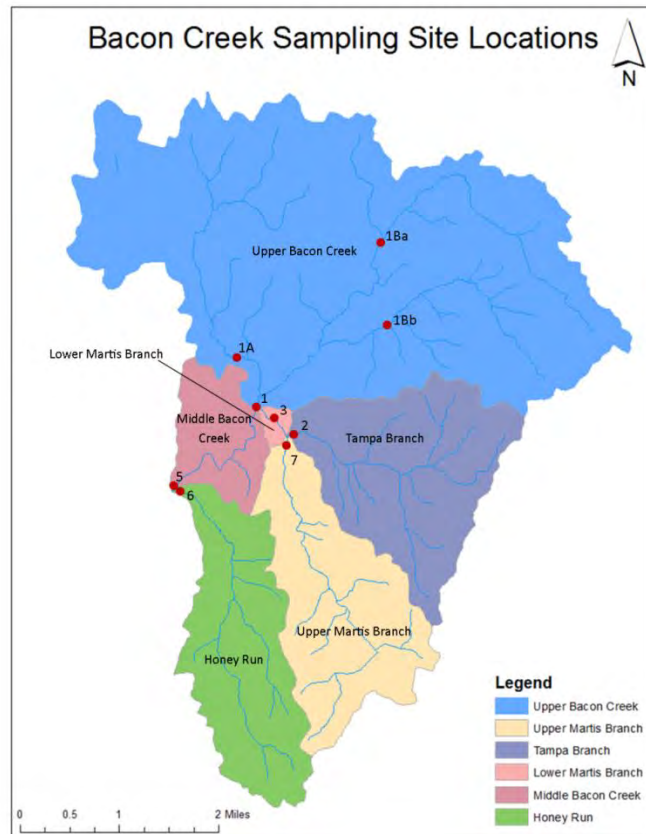 Bacon Creek Sampling Site Locations
N
1Ba
Upper Bacon Creek
1Bb
1A
Lower Martis Branch
1
3
Middle Bacon
Creek
2
Tampa Branch
7
5
6
Upper Martis Branch
Honey Run
Legend
Upper Bacon Creek
Upper Martis Branch
Tampa Branch
Lower Martis Branch
Middle Bacon Creek
Honey Run
0 0.5 1 2 Miles